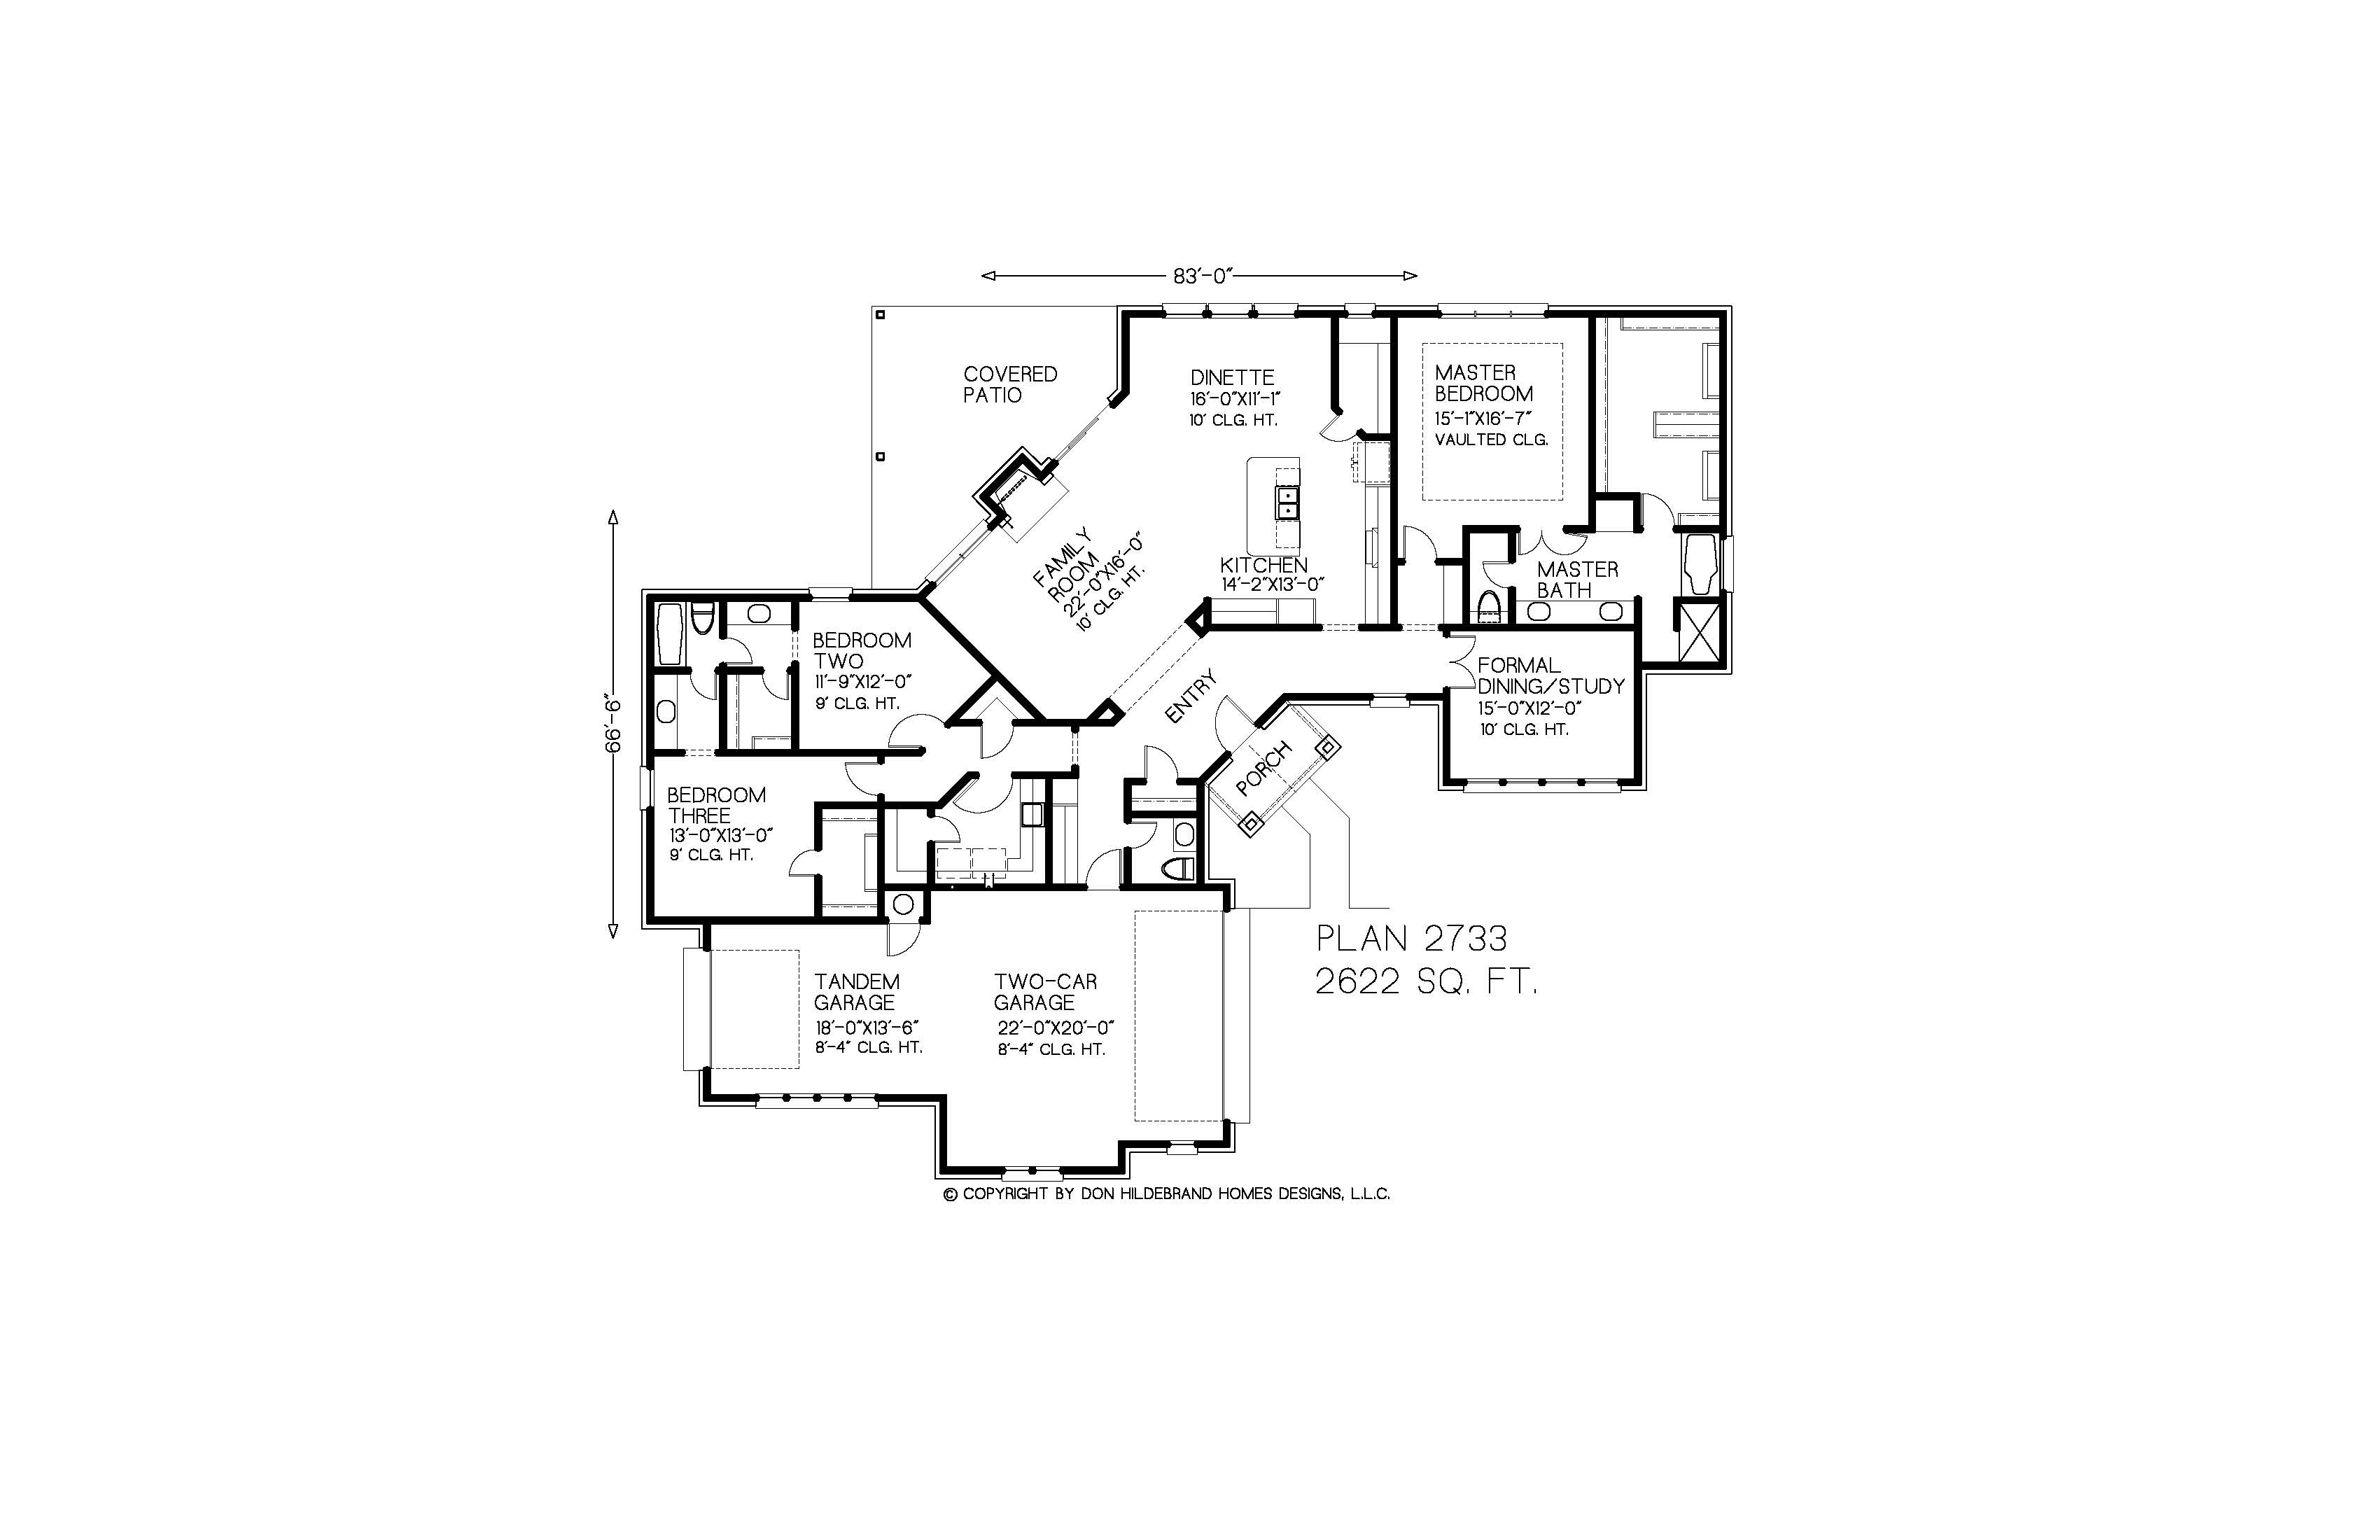 83'-0"
COVERED
PATIO
DINETTE
16'-0"X11'-1"
10' CLG. HT.
MASTER
BEDROOM
15'-1"X16'-7"
VAULTED CLG.
FAMILY
ROOM
22'-0"X16'-0"
10' CLG. HT.
KITCHEN
14'-2"X13'-0"
MASTER
BATH
BEDROOM
TWO
11'-9"X12'-0"
9' CLG. HT.
66'-6"
ENTRY
FORMAL
DINING/STUDY
15'-0"X12'-0"
10' CLG. HT.
PORCH
BEDROOM
THREE
13'-0"X13'-0"
9' CLG. HT.
PLAN 2733
2622 SQ. FT.
TANDEM
GARAGE
18'-0"X13'-6"
8'-4" CLG. HT.
TWO-CAR
GARAGE
22'-0"X20'-0"
8'-4" CLG. HT.
© COPYRIGHT BY DON HILDEBRAND HOMES DESIGNS, L.L.C.